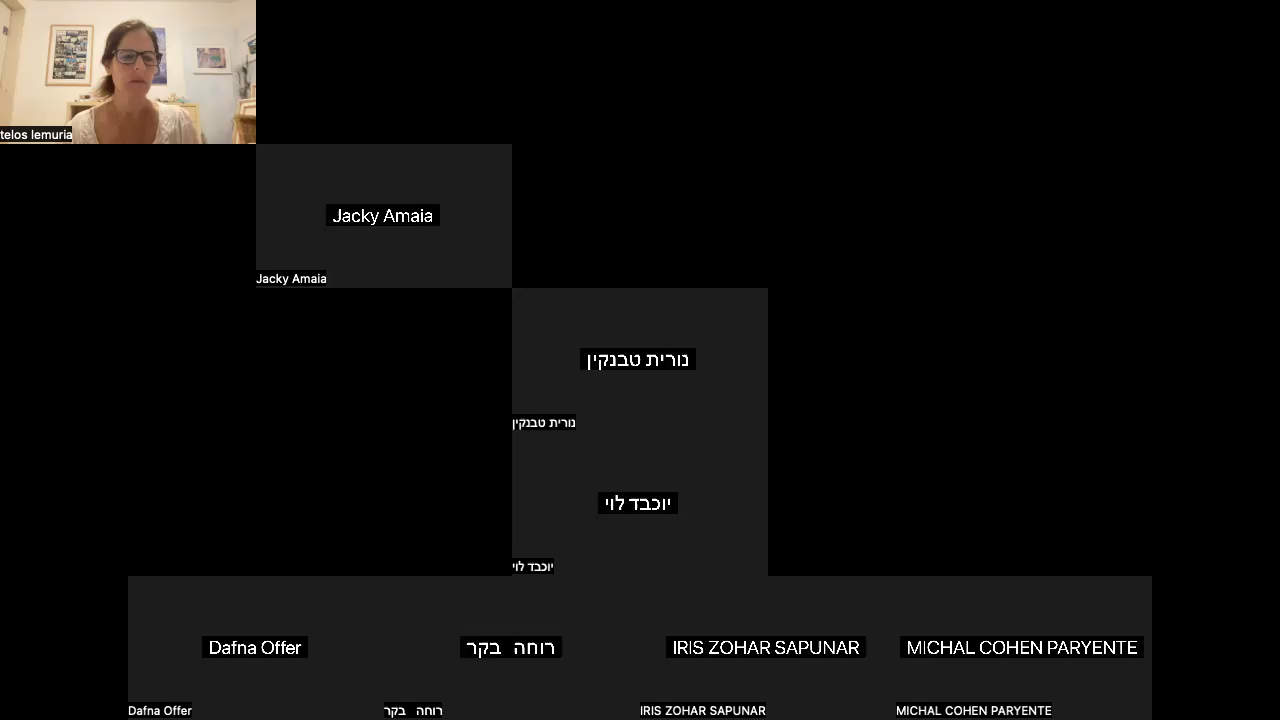 telos lemuria
Jacky Amaia
Jacky Amaia
נורית טבנקין
נורית טבנקין
יוכבד לוי
יוכבד לוי
Dafna Offer
רוחה בקר
IRIS ZOHAR SAPUNAR
MICHAL COHEN PARYENTE
Dafna Offer
רוחה בקר
IRIS ZOHAR SAPUNAR
MICHAL COHEN PARYENTE